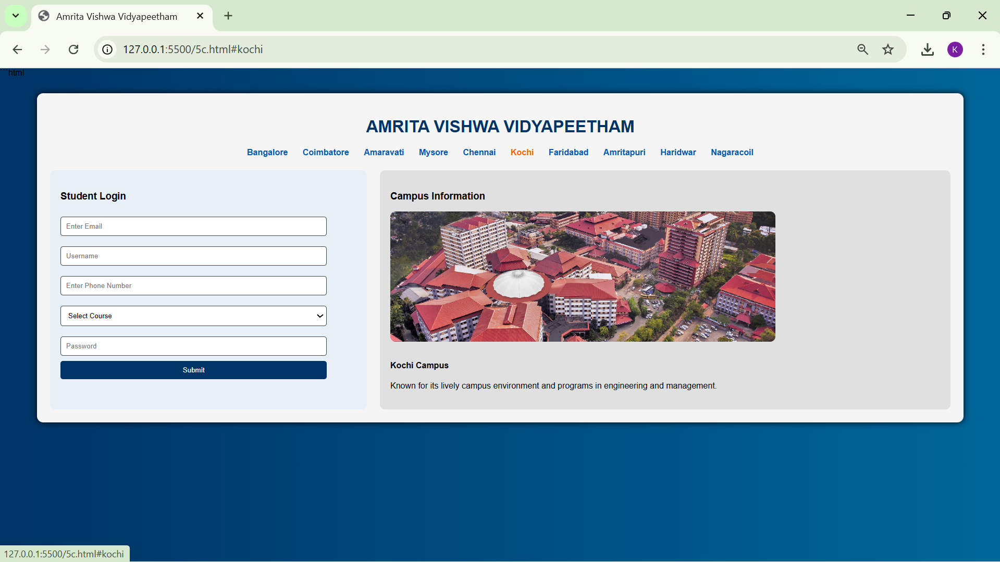 Amrita Vishwa Vidyapeetham
127.0.0.1:5500/5c.html#kochi
K
```html
AMRITA VISHWA VIDYAPEETHAM
Bangalore Coimbatore Amaravati Mysore Chennai Kochi Faridabad Amritapuri Haridwar Nagaracoil
Student Login
Enter Email
Username
Enter Phone Number
Select Course
Password
Submit
Campus Information
Kochi Campus
Known for its lively campus environment and programs in engineering and management.
127.0.0.1:5500/5c.html#kochi